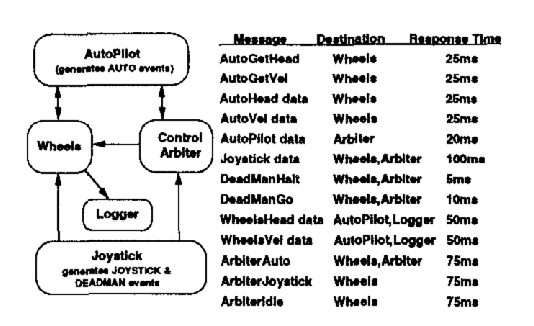 AutoPilot
(generates AUTO events)
Wheels
Control
Arbiter
Logger
Joystick
generates JOYSTICK &
DEADMAN events
Message Destination Response Time
AutoGetHead Wheels 25ms
AutoGetVel Wheels 25ms
AutoHead data Wheels 25ms
AutoVel data Wheels 25ms
AutoPilot data Arbiter 20ms
Joystick data Wheels,Arbiter 100ms
DeadManHalt Wheels,Arbiter 5ms
DeadManGo Wheels,Arbiter 10ms
WheelsHead data AutoPilot,Logger 50ms
WheelsVel data AutoPilot,Logger 50ms
ArbiterAuto Wheels,Arbiter 75ms
ArbiterJoystick Wheels 75ms
ArbiterIdle Wheels 75ms